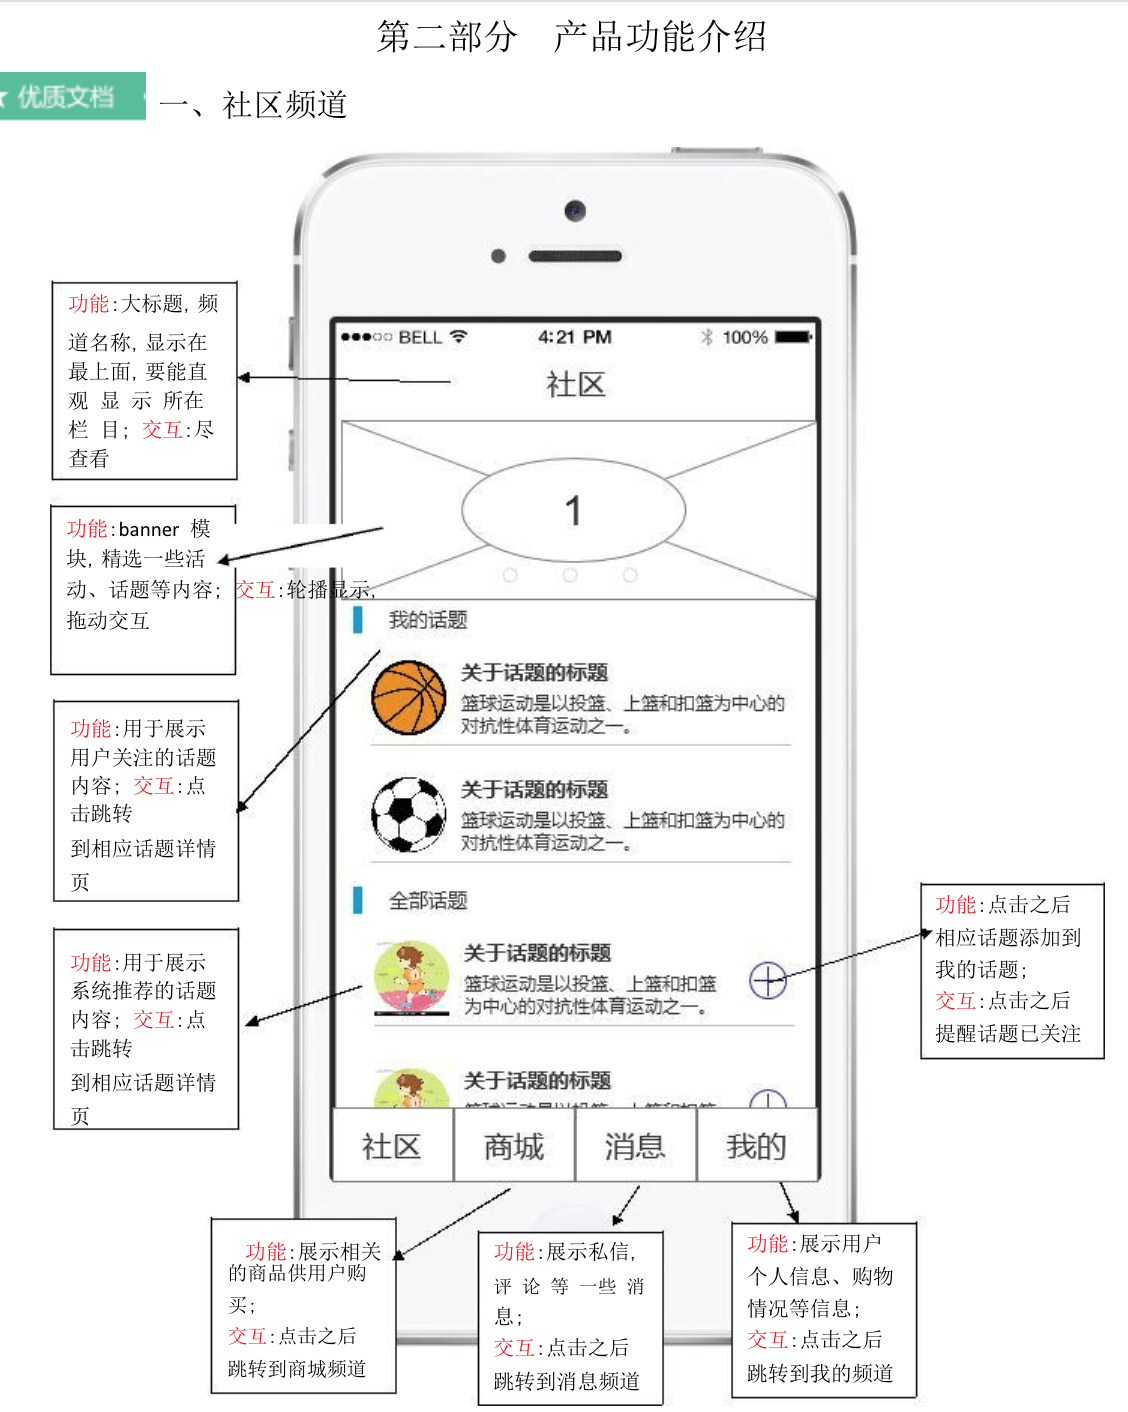 第二部分　产品功能介绍
优质文档
一、社区频道
功能:大标题, 频
道名称, 显示在
最上面, 要能直
观 显 示 所在
栏 目; 交互:尽
查看
功能:banner 模
块, 精选一些活
动、话题等内容; 交互:轮播显示,
拖动交互
功能:用于展示
用户关注的话题
内容; 交互:点
击跳转
到相应话题详情
页
功能:用于展示
系统推荐的话题
内容; 交互:点
击跳转
到相应话题详情
页
BELL 4:21 PM 100%
社区
1
我的话题
关于话题的标题
篮球运动是以投篮、上篮和扣篮为中心的
对抗性体育运动之一。
关于话题的标题
篮球运动是以投篮、上篮和扣篮为中心的
对抗性体育运动之一。
全部话题
关于话题的标题
篮球运动是以投篮、上篮和扣篮
为中心的对抗性体育运动之一。
关于话题的标题
篮球运动是以投篮、上篮和扣篮
社区 商城 消息 我的
功能:点击之后
相应话题添加到
我的话题;
交互:点击之后
提醒话题已关注
功能:展示相关
的商品供用户购
买;
交互:点击之后
跳转到商城频道
功能:展示私信,
评 论 等 一些 消
息;
交互:点击之后
跳转到消息频道
功能:展示用户
个人信息、购物
情况等信息;
交互:点击之后
跳转到我的频道